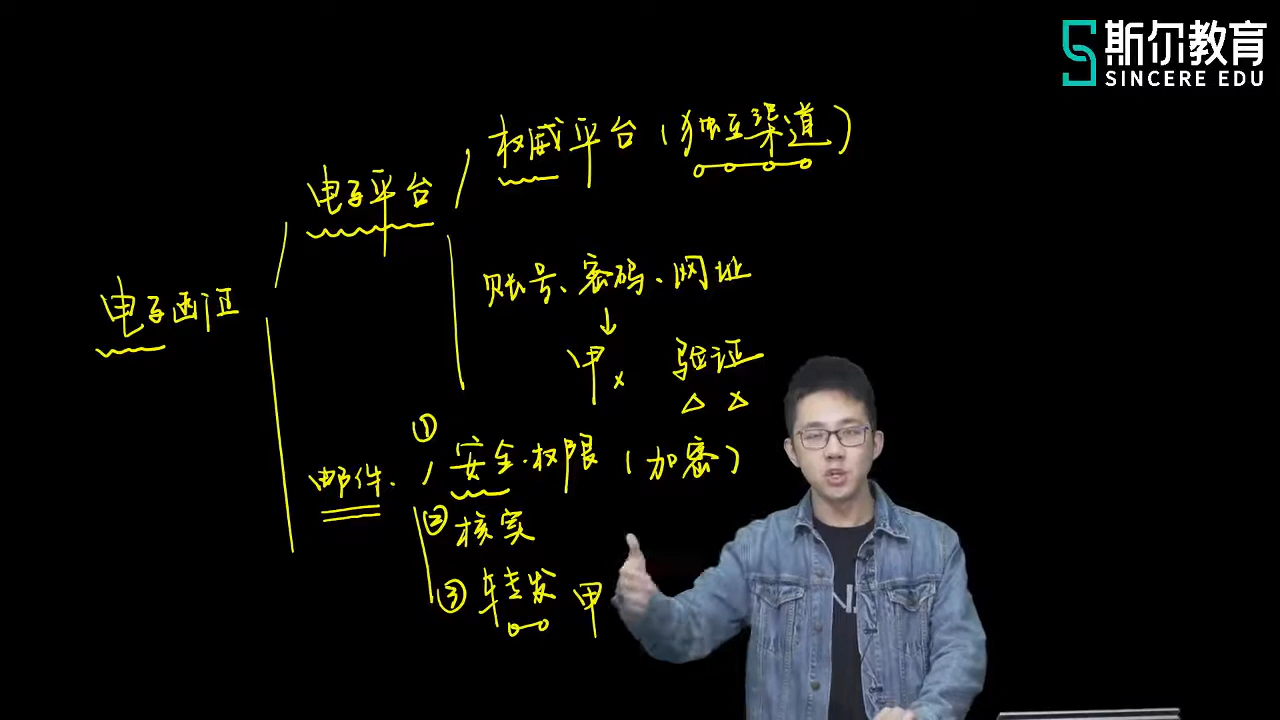 斯尔教育
SINCERE EDU
权威平台（独立渠道）
电子平台
账号、密码、网址
电子函证
↓
甲× 验证
△ ×
①
邮件. 安全·权限（加密）
②核实
③转发 甲